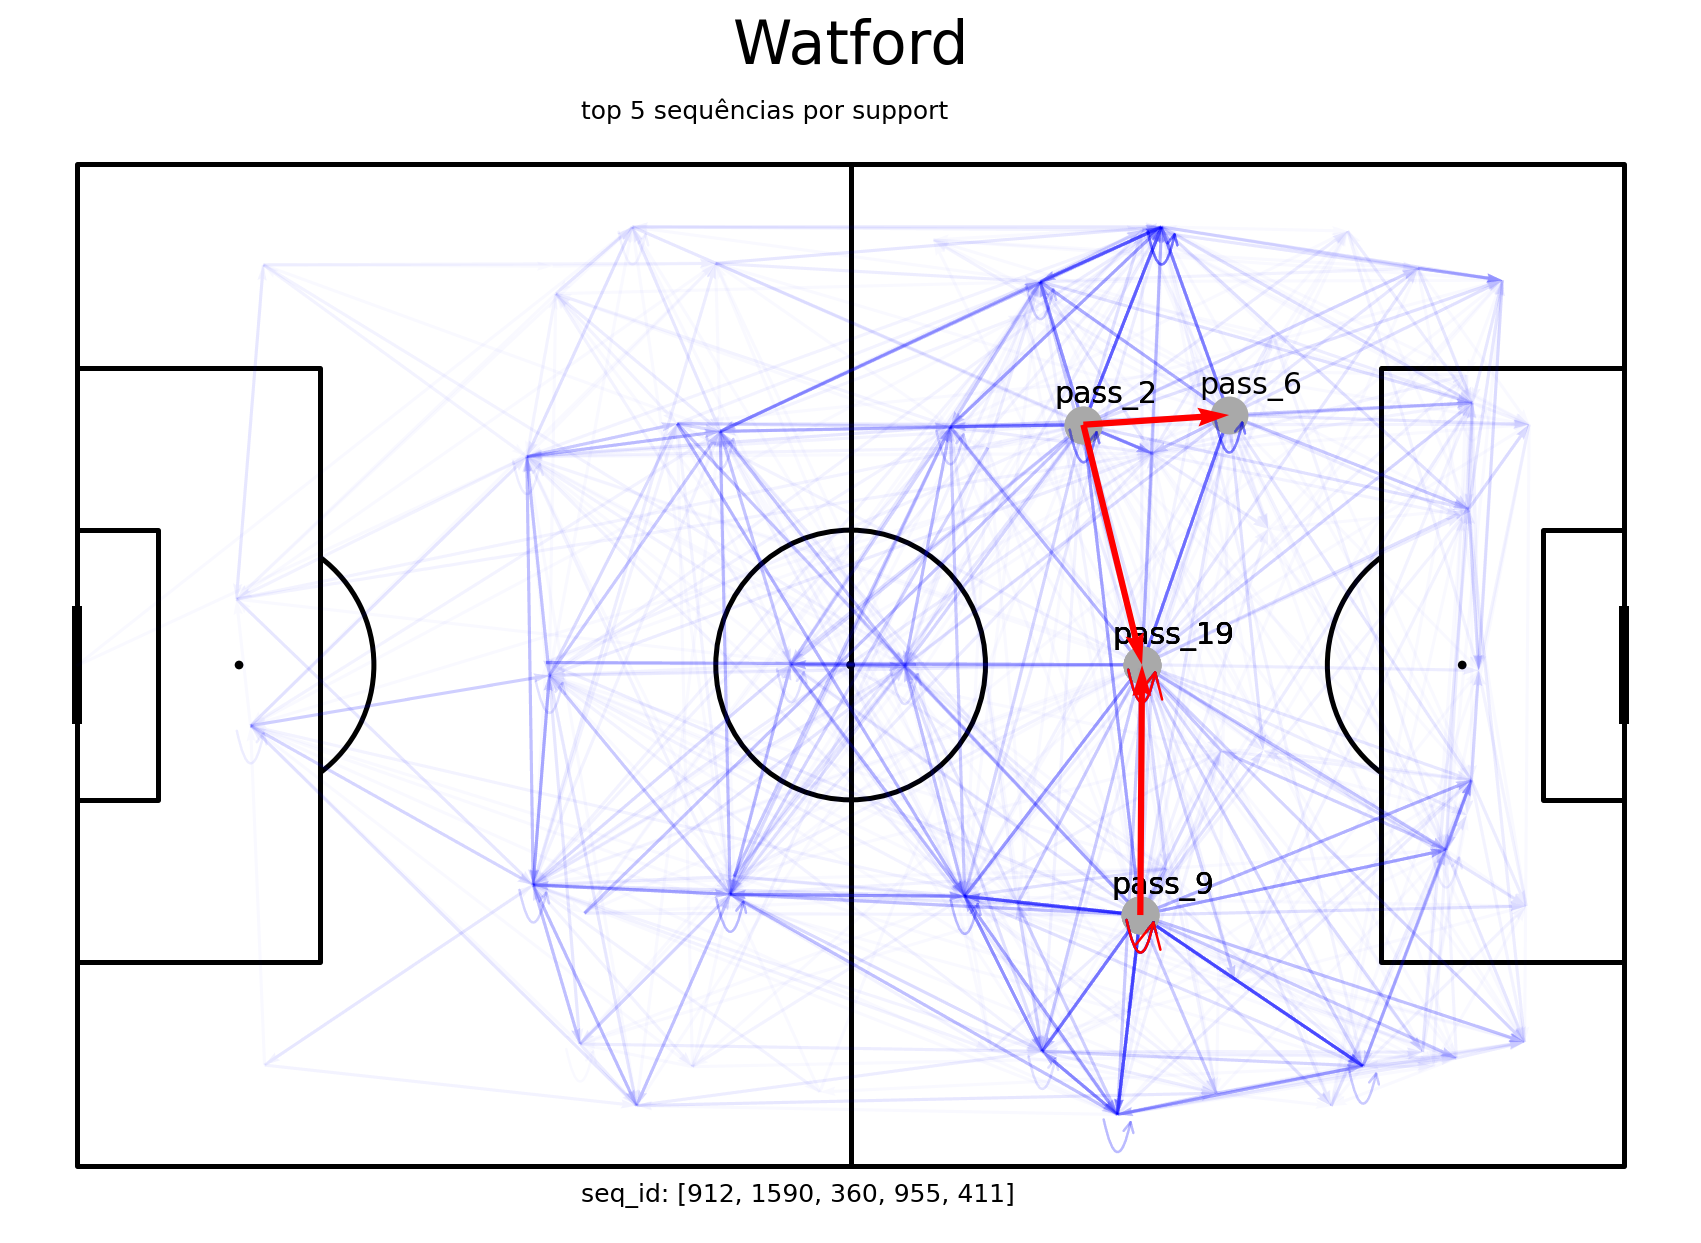 Watford
top 5 sequências por support
pass_2
pass_6
pass_19
pass_9
seq_id: [912, 1590, 360, 955, 411]